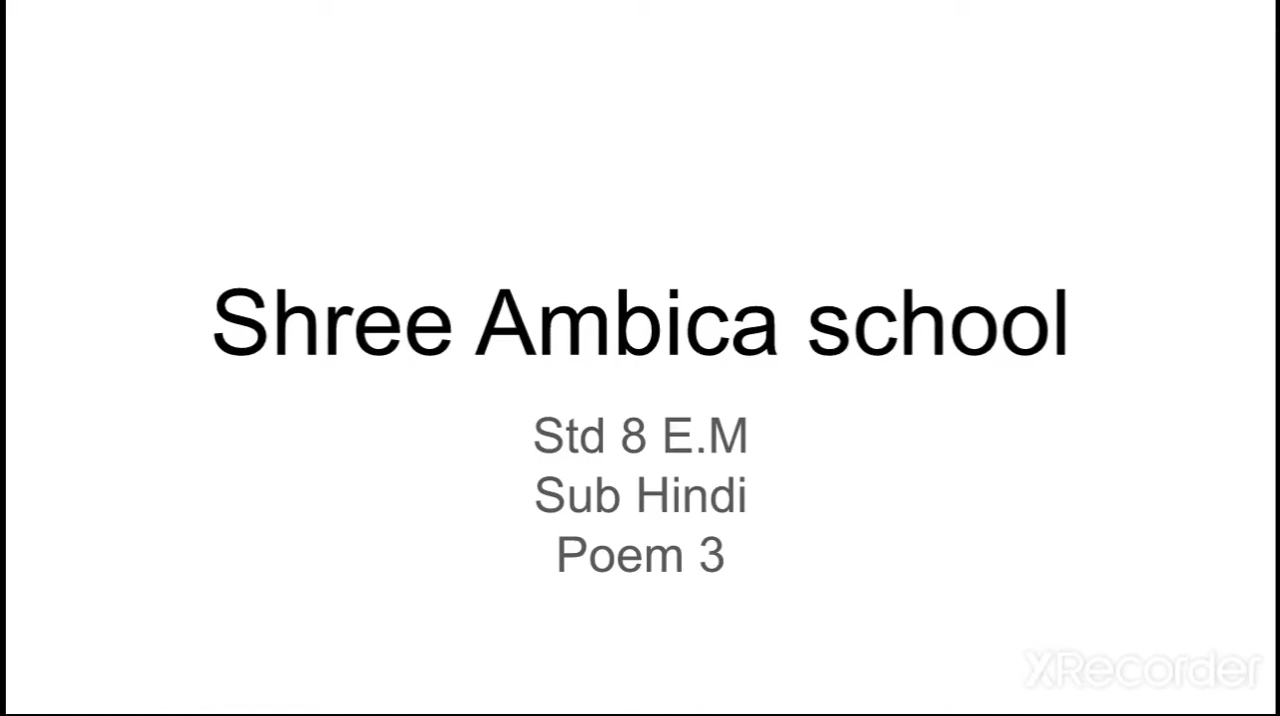 Shree Ambica school
Std 8 E.M
Sub Hindi
Poem 3
XRecorder